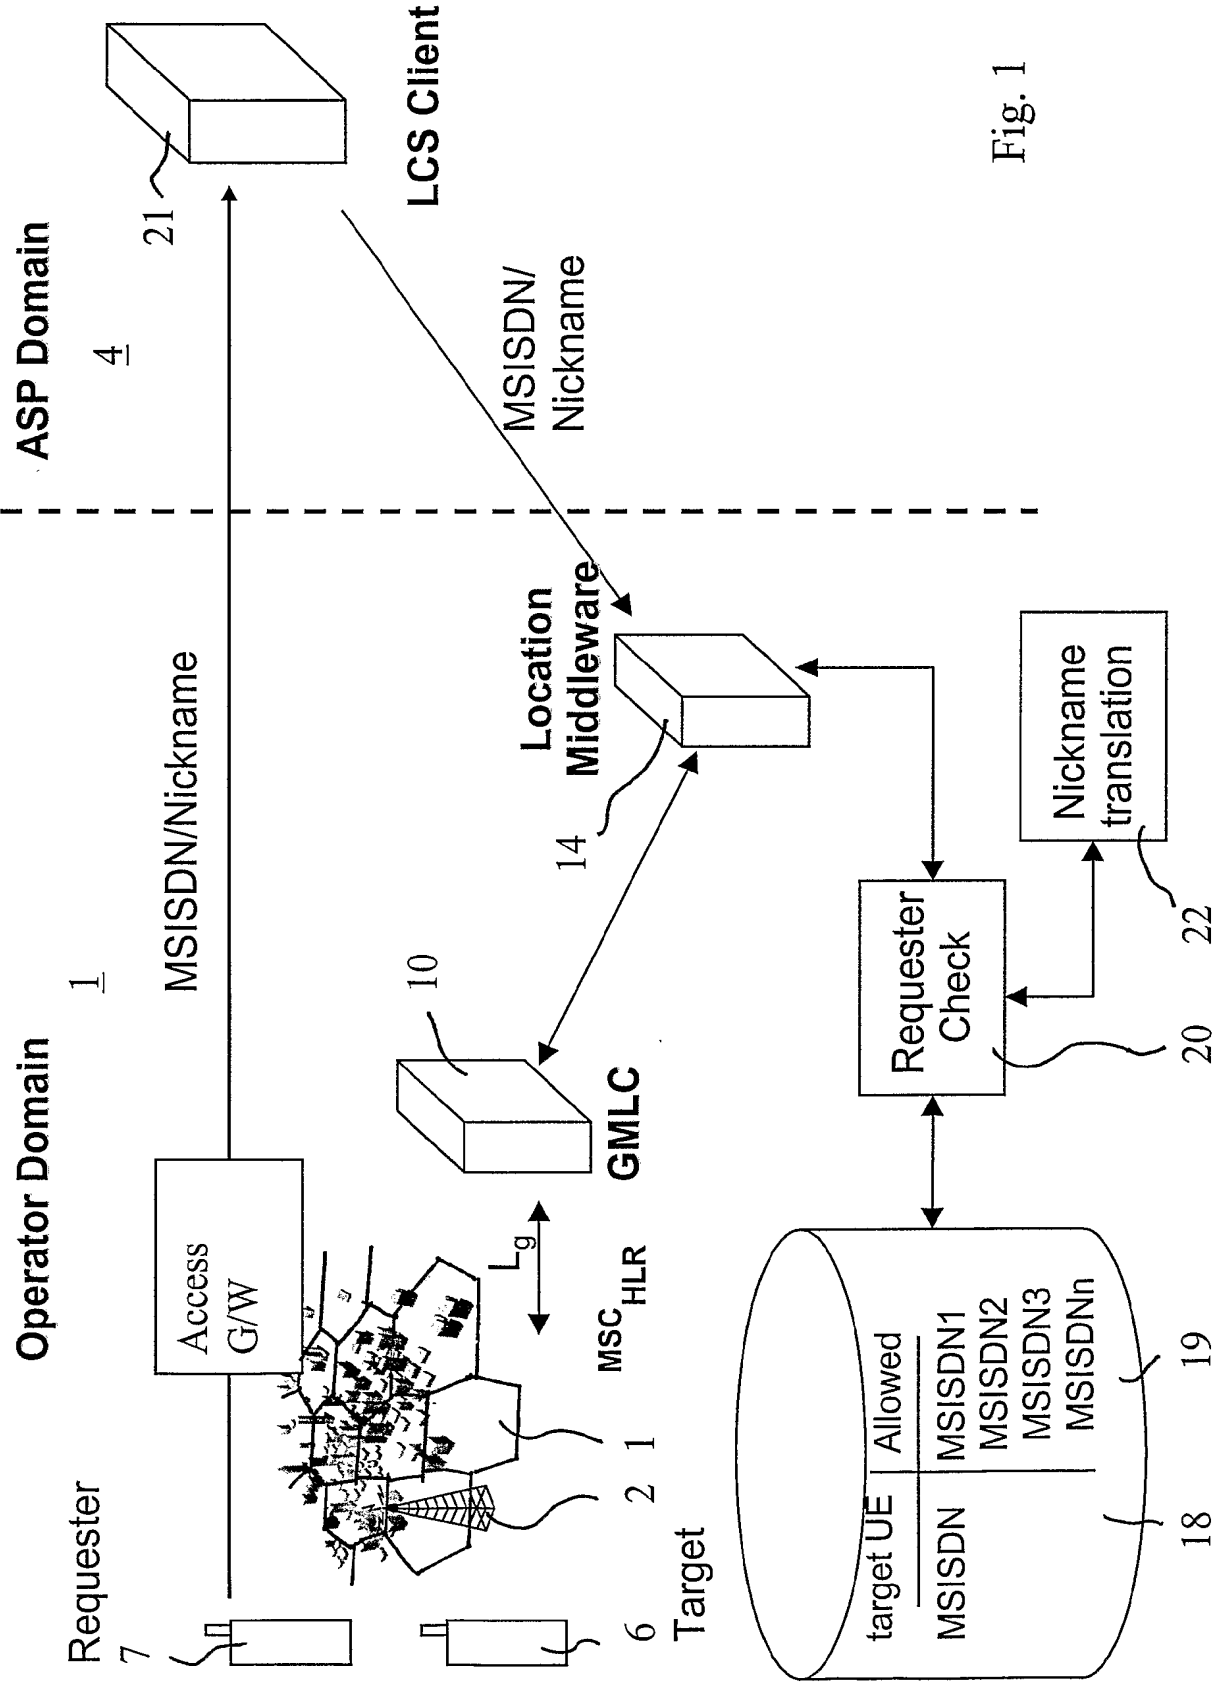 Operator Domain
ASP Domain
1
4
Requester
7
MSISDN/Nickname
21
Access
G/W
LCS Client
10
MSISDN/
Nickname
Location
Middleware
14
Lg
GMLC
MSC
HLR
1
2
6
Target
target UE
Allowed
MSISDN
MSISDN1
MSISDN2
MSISDN3
MSISDNn
18
19
Requester
Check
20
Nickname
translation
22
Fig. 1